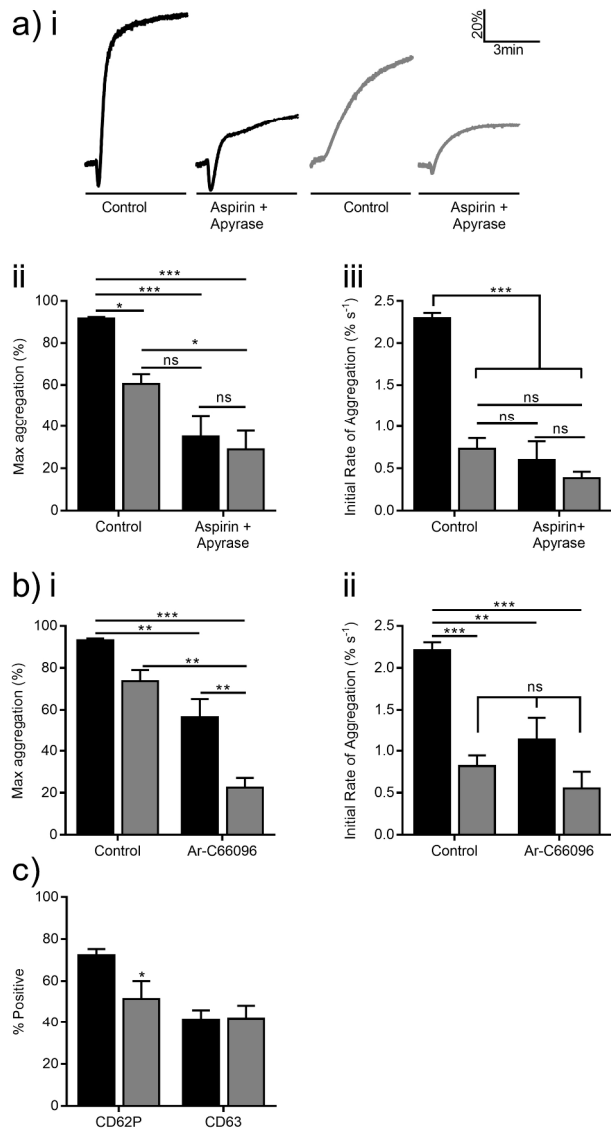 a) i
20%
3min
Control
Aspirin +
Apyrase
Control
Aspirin +
Apyrase
ii
Max aggregation (%)
100
80
60
40
20
0
***
***
*
*
ns
ns
Control
Aspirin +
Apyrase
iii
Initial Rate of Aggregation (% s-1)
2.5
2.0
1.5
1.0
0.5
0.0
***
ns
ns
ns
Control
Aspirin+
Apyrase
b) i
Max aggregation (%)
100
80
60
40
20
0
***
**
**
**
Control
Ar-C66096
ii
Initial Rate of Aggregation (% s-1)
2.5
2.0
1.5
1.0
0.5
0.0
***
**
***
ns
Control
Ar-C66096
c)
% Positive
100
80
60
40
20
0
*
CD62P
CD63